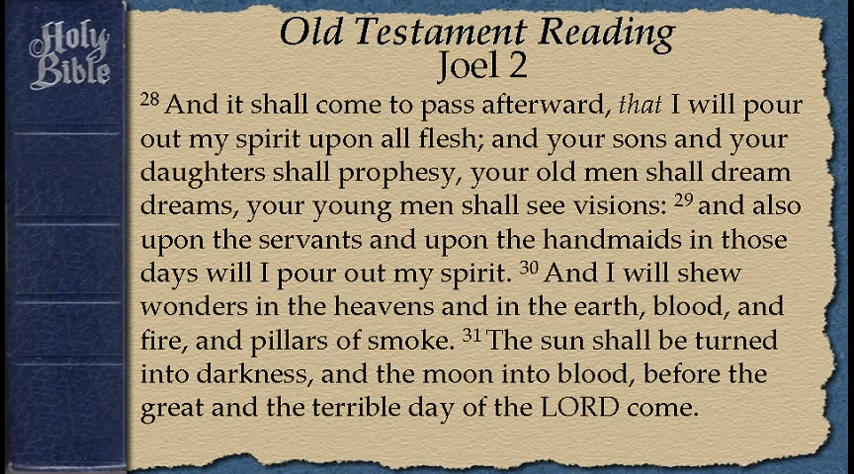 Holy
Bible
Old Testament Reading
Joel 2
28 And it shall come to pass afterward, that I will pour
out my spirit upon all flesh; and your sons and your
daughters shall prophesy, your old men shall dream
dreams, your young men shall see visions: 29 and also
upon the servants and upon the handmaids in those
days will I pour out my spirit. 30 And I will shew
wonders in the heavens and in the earth, blood, and
fire, and pillars of smoke. 31 The sun shall be turned
into darkness, and the moon into blood, before the
great and the terrible day of the LORD come.